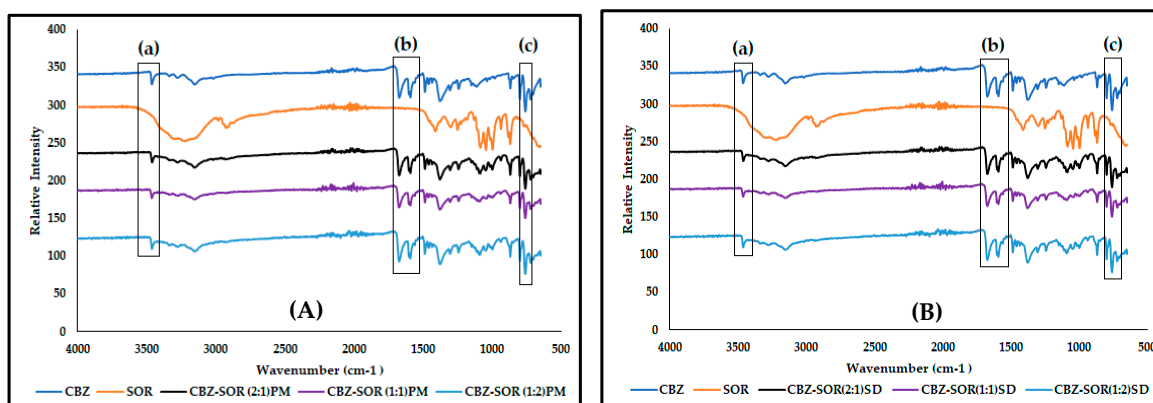 400
(a)
(b)
(c)
350
300
250
200
150
100
50
0
Relative Intensity
(A)
4000 3500 3000 2500 2000 1500 1000 500
Wavenumber (cm-1 )
CBZ SOR CBZ-SOR (2:1)PM CBZ-SOR (1:1)PM CBZ-SOR (1:2)PM
400
(a)
(b)
(c)
350
300
250
200
150
100
50
0
Relative Intensity
(B)
4000 3500 3000 2500 2000 1500 1000 500
Wavenumber (cm-1 )
CBZ SOR CBZ-SOR(2:1)SD CBZ-SOR(1:1)SD CBZ-SOR(1:2)SD